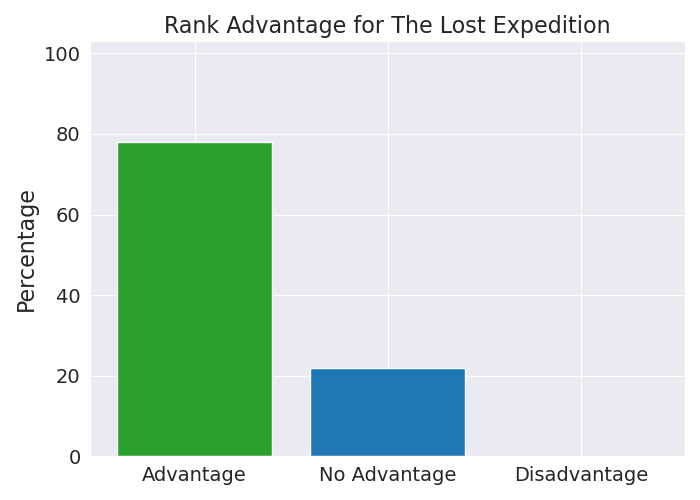 Rank Advantage for The Lost Expedition
100
80
60
40
20
0
Percentage
Advantage
No Advantage
Disadvantage